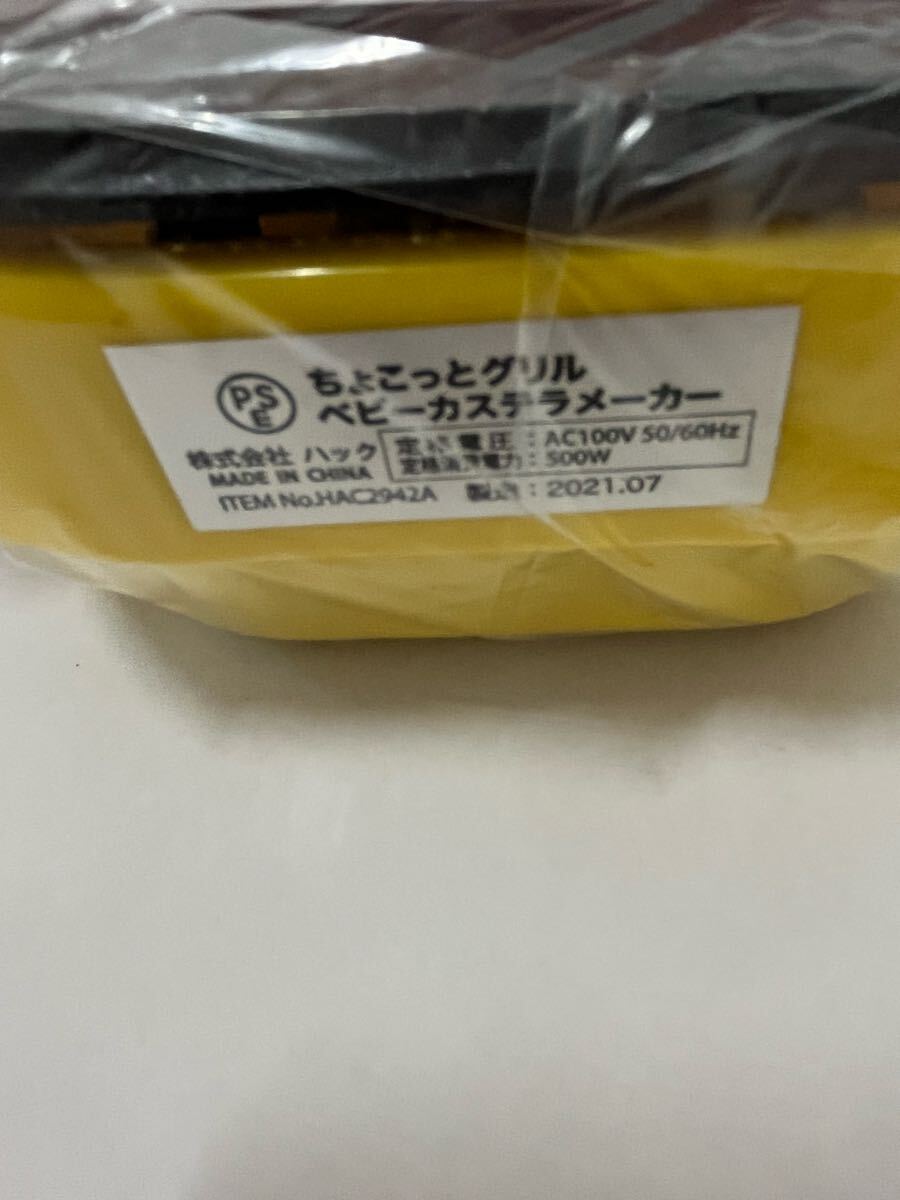 PSE
ちょこっとグリル
ベビーカステラメーカー
株式会社 ハック
MADE IN CHINA
定格電圧：AC100V 50/60Hz
定格消費電力：500W
ITEM No.HAC2942A 製造：2021.07